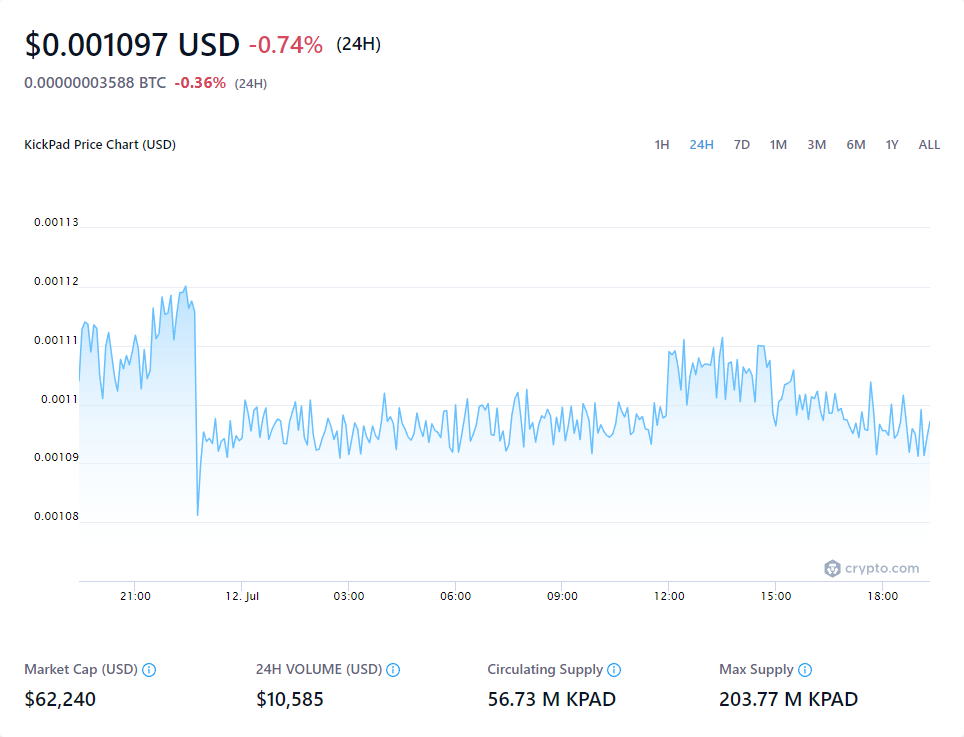 $0.001097 USD -0.74% (24H)
0.00000003588 BTC -0.36% (24H)
KickPad Price Chart (USD)
1H 24H 7D 1M 3M 6M 1Y ALL
0.00113
0.00112
0.00111
0.0011
0.00109
0.00108
crypto.com
21:00 12. Jul 03:00 06:00 09:00 12:00 15:00 18:00
Market Cap (USD) 24H VOLUME (USD) Circulating Supply Max Supply
$62,240 $10,585 56.73 M KPAD 203.77 M KPAD